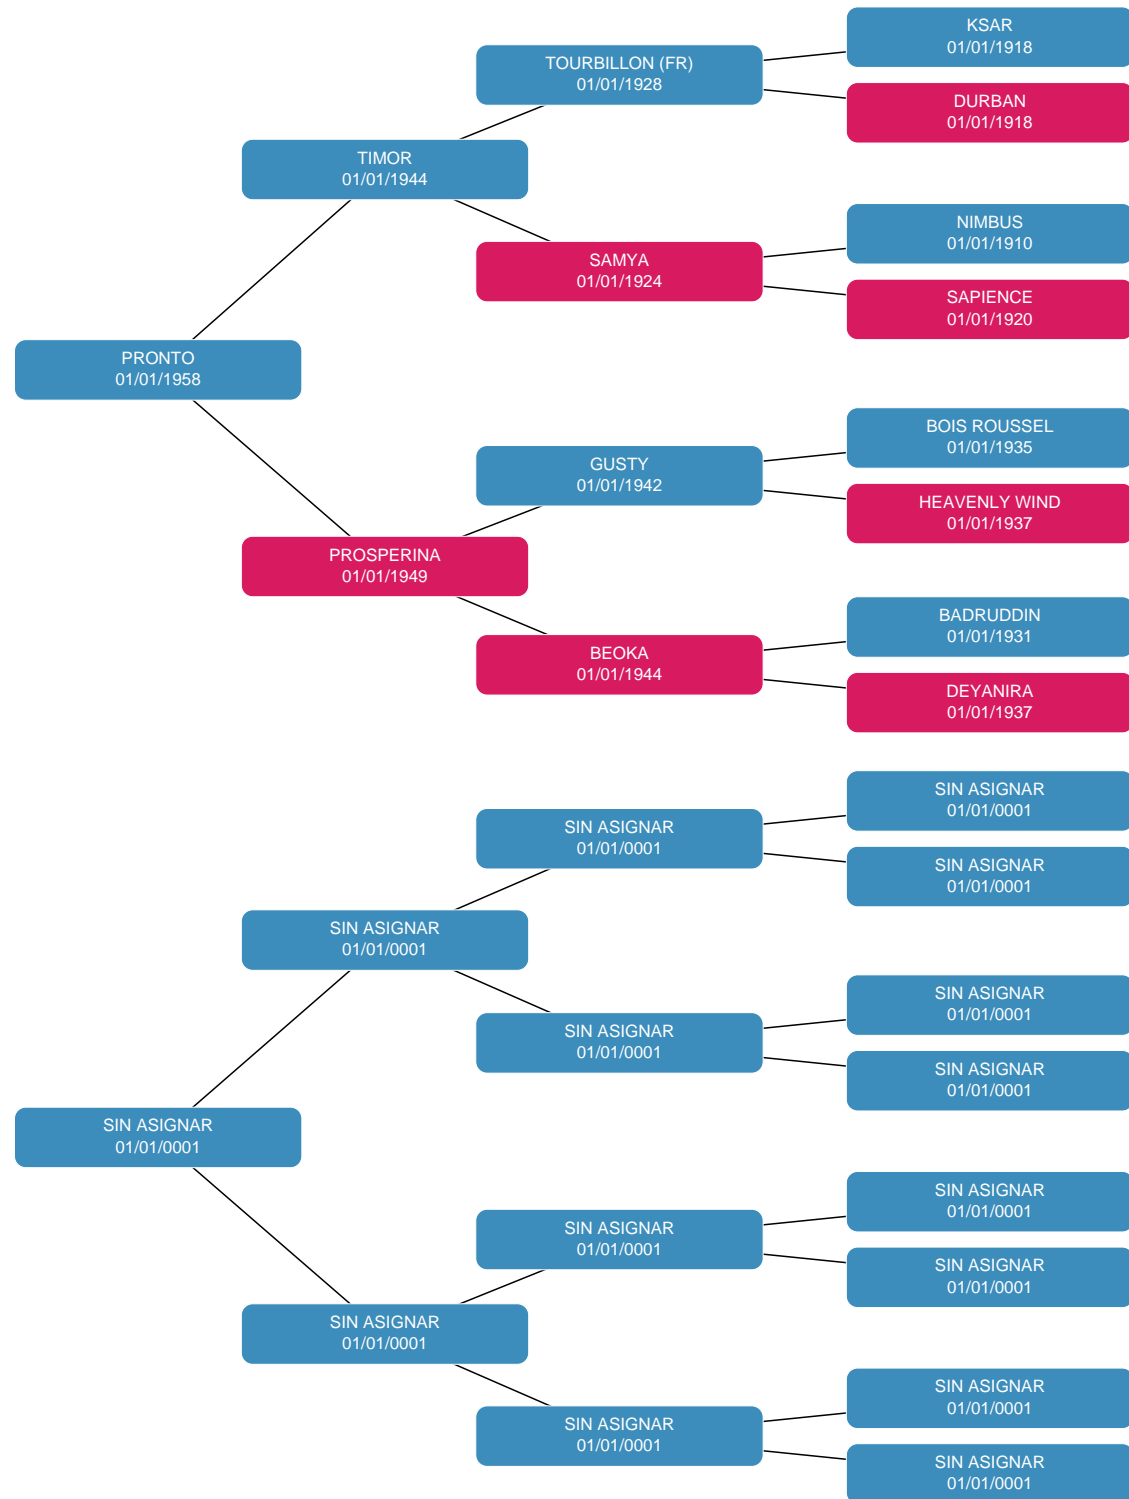 KSAR
01/01/1918
TOURBILLON (FR)
01/01/1928
DURBAN
01/01/1918
TIMOR
01/01/1944
NIMBUS
01/01/1910
SAMYA
01/01/1924
SAPIENCE
01/01/1920
PRONTO
01/01/1958
BOIS ROUSSEL
01/01/1935
GUSTY
01/01/1942
HEAVENLY WIND
01/01/1937
PROSPERINA
01/01/1949
BADRUDDIN
01/01/1931
BEOKA
01/01/1944
DEYANIRA
01/01/1937
SIN ASIGNAR
01/01/0001
SIN ASIGNAR
01/01/0001
SIN ASIGNAR
01/01/0001
SIN ASIGNAR
01/01/0001
SIN ASIGNAR
01/01/0001
SIN ASIGNAR
01/01/0001
SIN ASIGNAR
01/01/0001
SIN ASIGNAR
01/01/0001
SIN ASIGNAR
01/01/0001
SIN ASIGNAR
01/01/0001
SIN ASIGNAR
01/01/0001
SIN ASIGNAR
01/01/0001
SIN ASIGNAR
01/01/0001
SIN ASIGNAR
01/01/0001
SIN ASIGNAR
01/01/0001